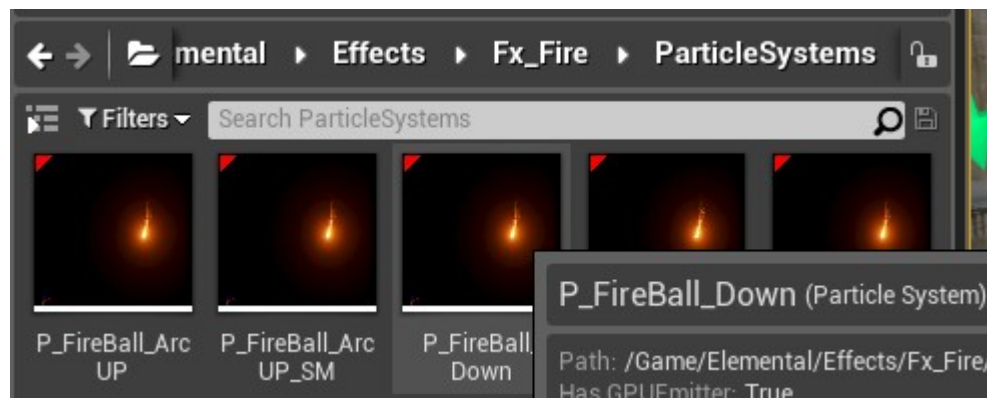 mental Effects Fx_Fire ParticleSystems
Filters Search ParticleSystems
P_FireBall_Arc
UP
P_FireBall_Arc
UP_SM
P_FireBall_
Down
P_FireBall_Down (Particle System)
Path: /Game/Elemental/Effects/Fx_Fire/
Has GPUEmitter: True